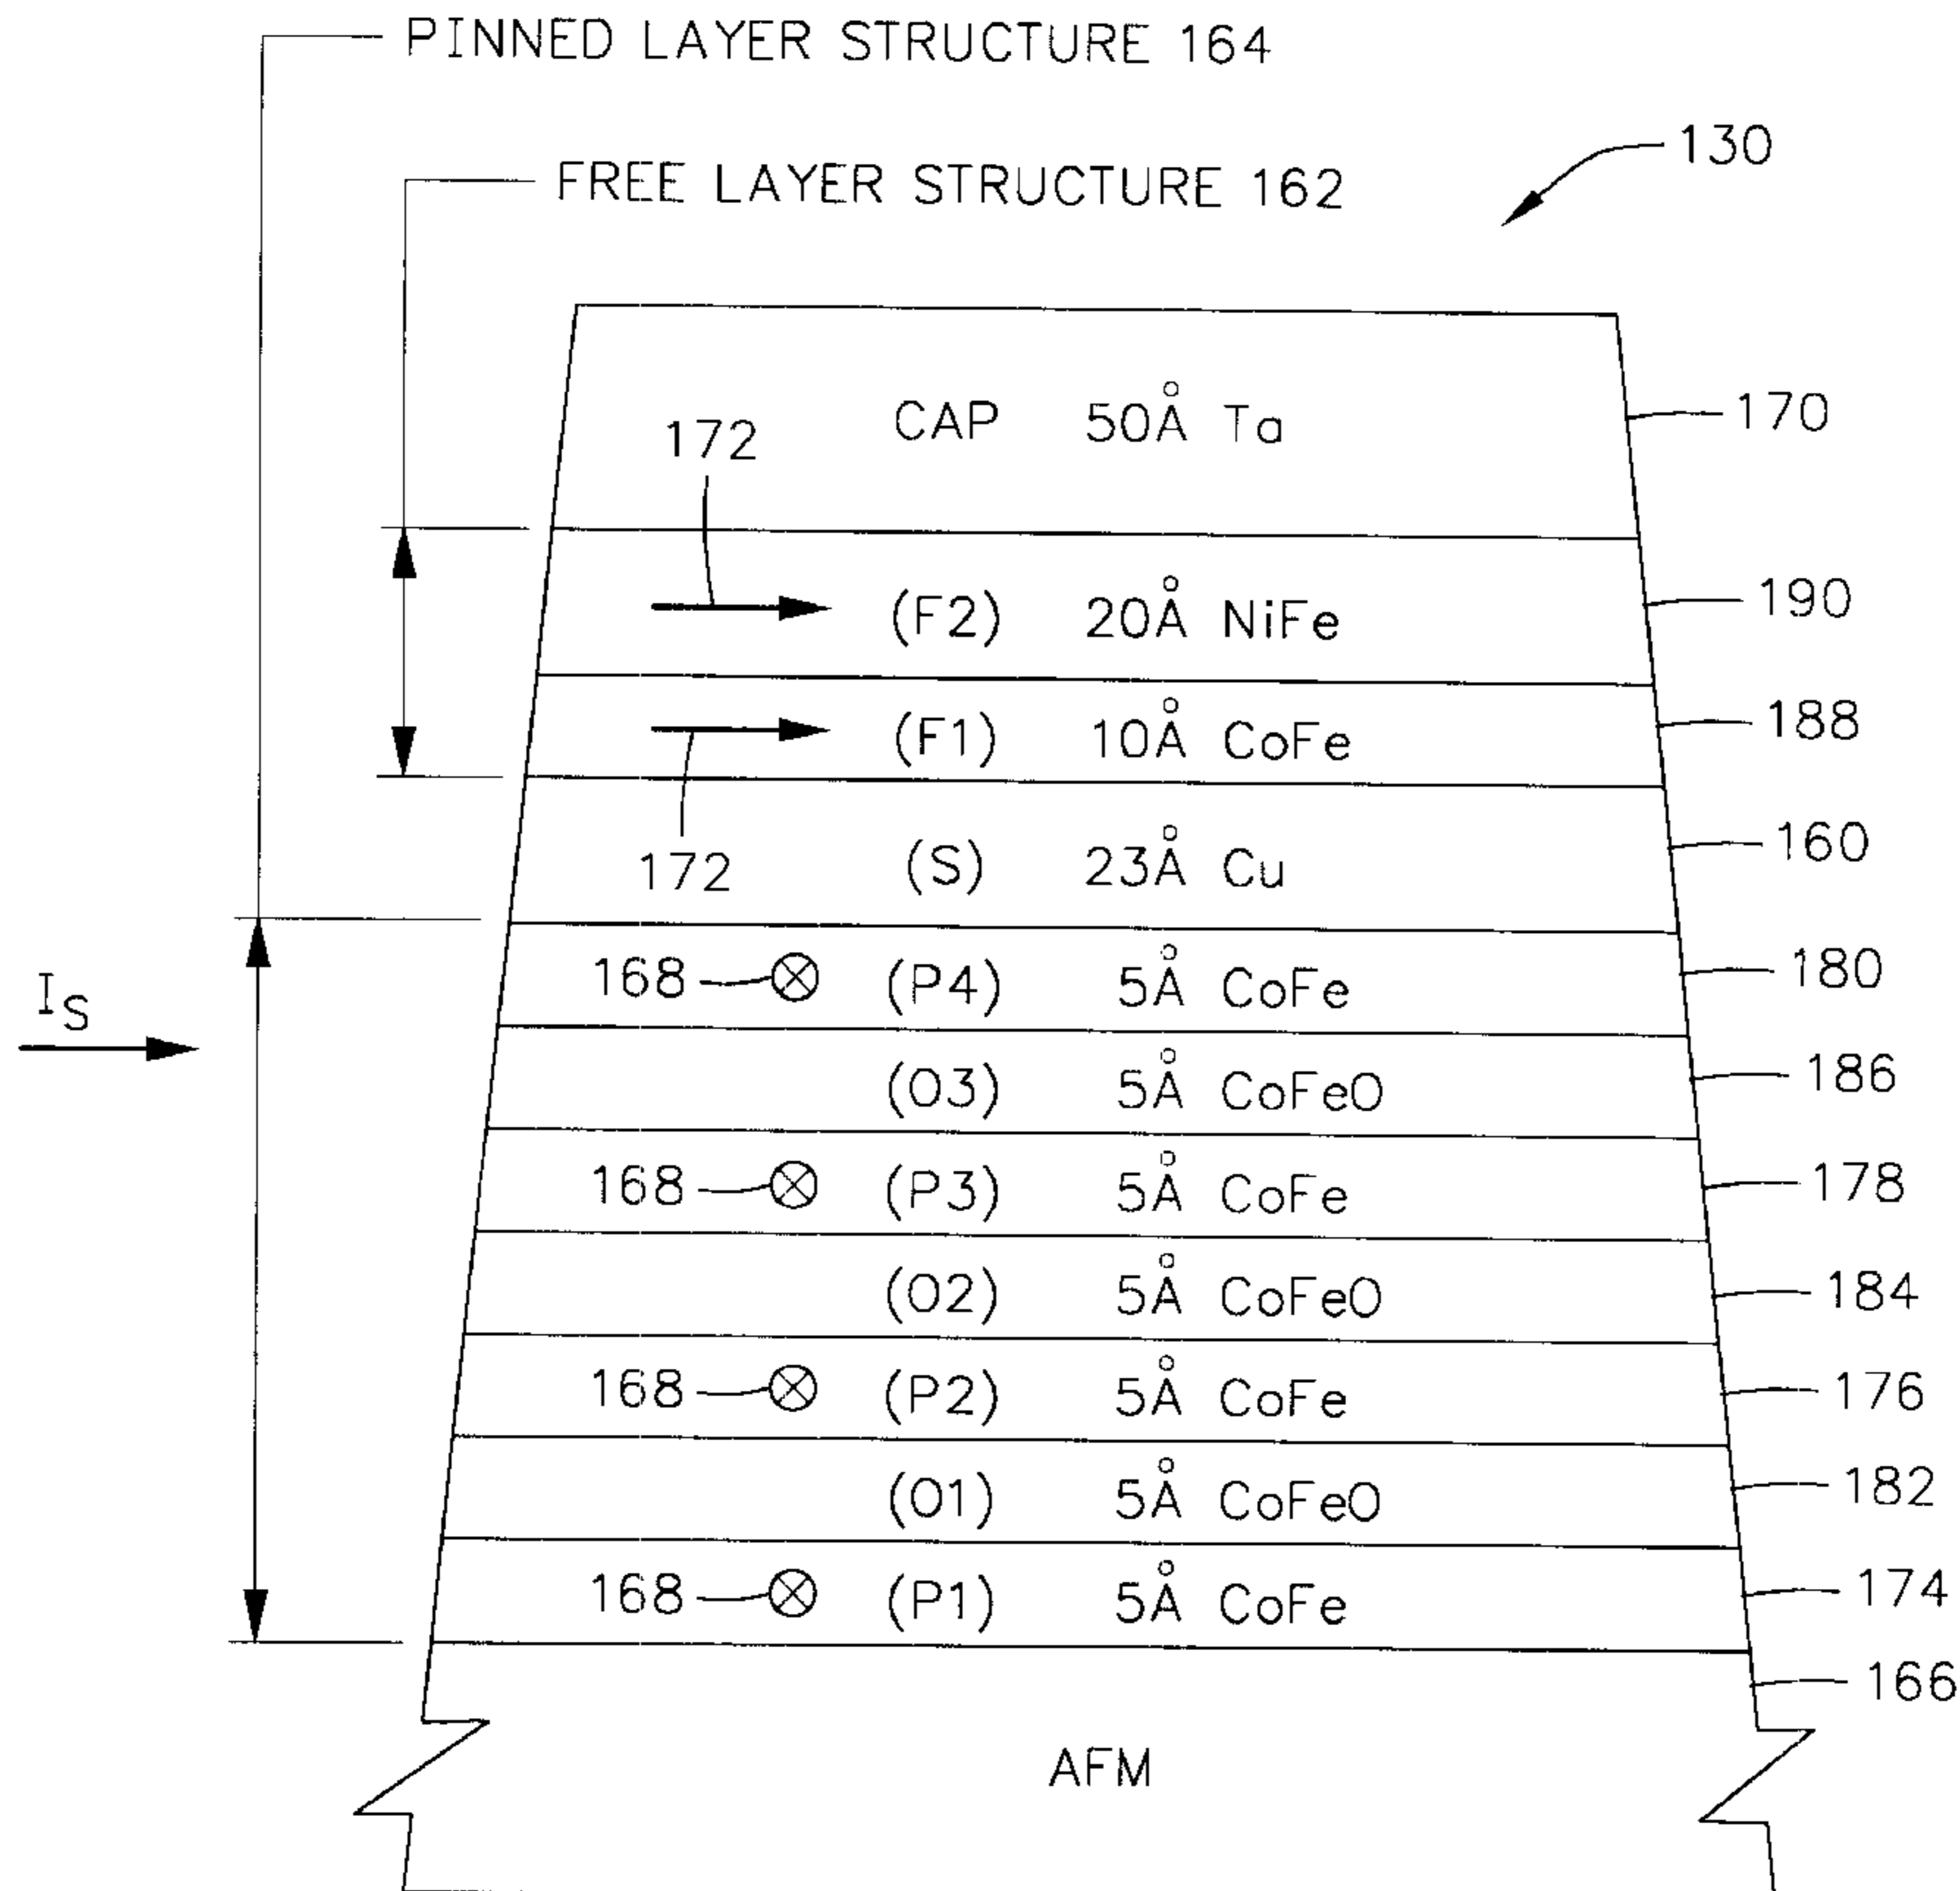 PINNED LAYER STRUCTURE 164
130
FREE LAYER STRUCTURE 162
CAP 50Å Ta
170
172
(F2) 20Å NiFe
190
(F1) 10Å CoFe
188
172 (S) 23Å Cu
160
168 (P4) 5Å CoFe
180
IS
(O3) 5Å CoFeO
186
168 (P3) 5Å CoFe
178
(O2) 5Å CoFeO
184
168 (P2) 5Å CoFe
176
(O1) 5Å CoFeO
182
168 (P1) 5Å CoFe
174
166
AFM